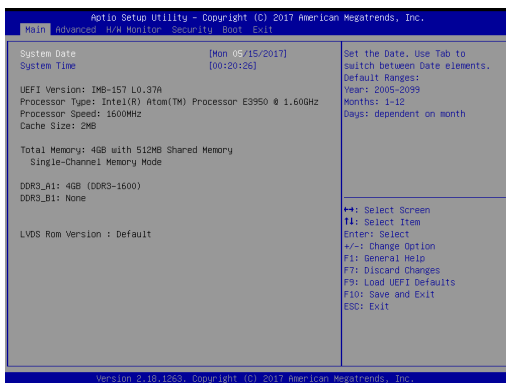 Aptio Setup Utility – Copyright (C) 2017 American Megatrends, Inc.
Main Advanced H/W Monitor Security Boot Exit
System Date [Mon 05/15/2017]
System Time [00:20:26]
UEFI Version: IMB-157 L0.37A
Processor Type: Intel(R) Atom(TM) Processor E3950 @ 1.60GHz
Processor Speed: 1600MHz
Cache Size: 2MB
Total Memory: 4GB with 512MB Shared Memory
Single-Channel Memory Mode
DDR3_A1: 4GB (DDR3-1600)
DDR3_B1: None
LVDS Rom Version : Default
Set the Date. Use Tab to
switch between Date elements.
Default Ranges:
Year: 2005-2099
Months: 1-12
Days: dependent on month
↔: Select Screen
↑↓: Select Item
Enter: Select
+/-: Change Option
F1: General Help
F7: Discard Changes
F9: Load UEFI Defaults
F10: Save and Exit
ESC: Exit
Version 2.18.1263. Copyright (C) 2017 American Megatrends, Inc.